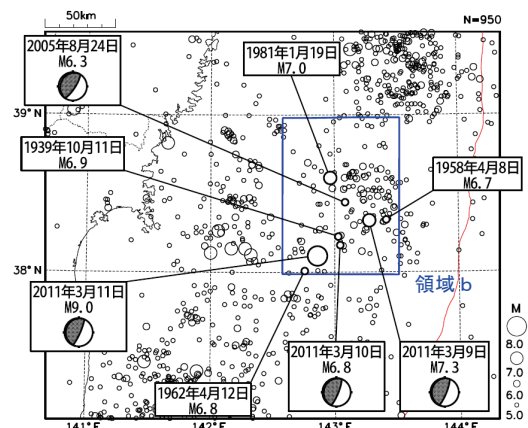 50km
N=950
2005年8月24日
M6.3
1981年1月19日
M7.0
39°N
1939年10月11日
M6.9
1958年4月8日
M6.7
38°N
領域b
2011年3月11日
M9.0
2011年3月10日
M6.8
2011年3月9日
M7.3
1962年4月12日
M6.8
M
8.0
7.0
6.0
5.0
141°E
142°E
143°E
144°E